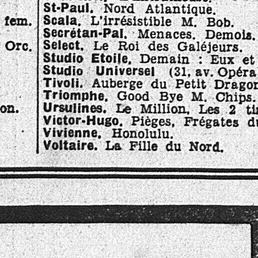 St-Paul. Nord Atlantique.
fem. Scala. L'irrésistible M. Bob.
Secrétan-Pal. Menaces. Demois.
Orc. Select. Le Roi des Galéjeurs.
Studio Etoile. Demain : Eux et
Studio Universel (31, av. Opéra
Tivoli. Auberge du Petit Dragon
Triomphe. Good Bye M. Chips.
on. Ursulines. Le Million, Les 2 ti
Victor-Hugo. Pièges, Frégates d
Vivienne. Honolulu.
Voltaire. La Fille du Nord.